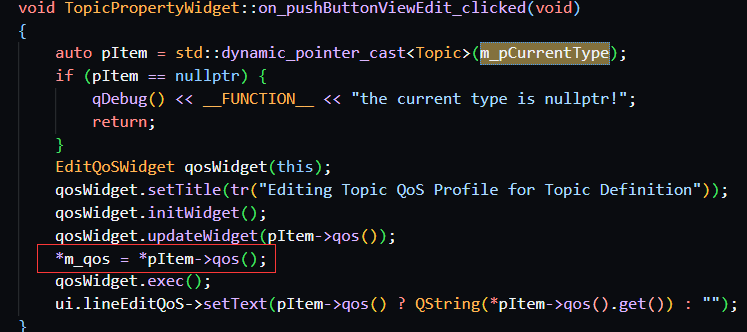 void TopicPropertyWidget::on_pushButtonViewEdit_clicked(void)
{
    auto pItem = std::dynamic_pointer_cast<Topic>(m_pCurrentType);
    if (pItem == nullptr) {
        qDebug() << __FUNCTION__ << "the current type is nullptr!";
        return;
    }
    EditQoSWidget qosWidget(this);
    qosWidget.setTitle(tr("Editing Topic QoS Profile for Topic Definition"));
    qosWidget.initWidget();
    qosWidget.updateWidget(pItem->qos());
    *m_qos = *pItem->qos();
    qosWidget.exec();
    ui.lineEditQoS->setText(pItem->qos() ? QString(*pItem->qos().get()) : "");
}